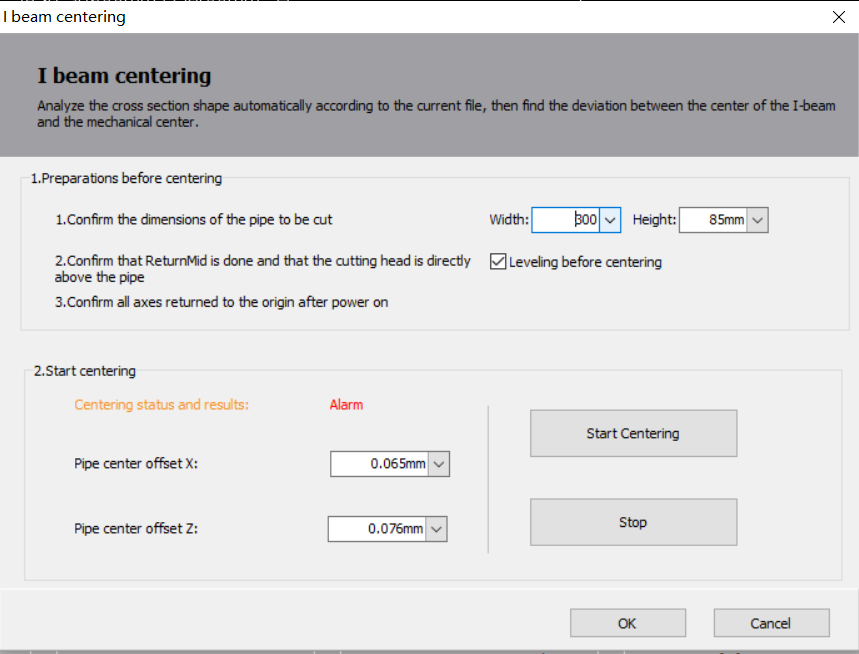 I beam centering
I beam centering
Analyze the cross section shape automatically according to the current file, then find the deviation between the center of the I-beam
and the mechanical center.
1.Preparations before centering
1.Confirm the dimensions of the pipe to be cut
Width: 300 Height: 85mm
2.Confirm that ReturnMid is done and that the cutting head is directly
above the pipe
Leveling before centering
3.Confirm all axes returned to the origin after power on
2.Start centering
Centering status and results: Alarm
Pipe center offset X: 0.065mm
Pipe center offset Z: 0.076mm
Start Centering
Stop
OK Cancel